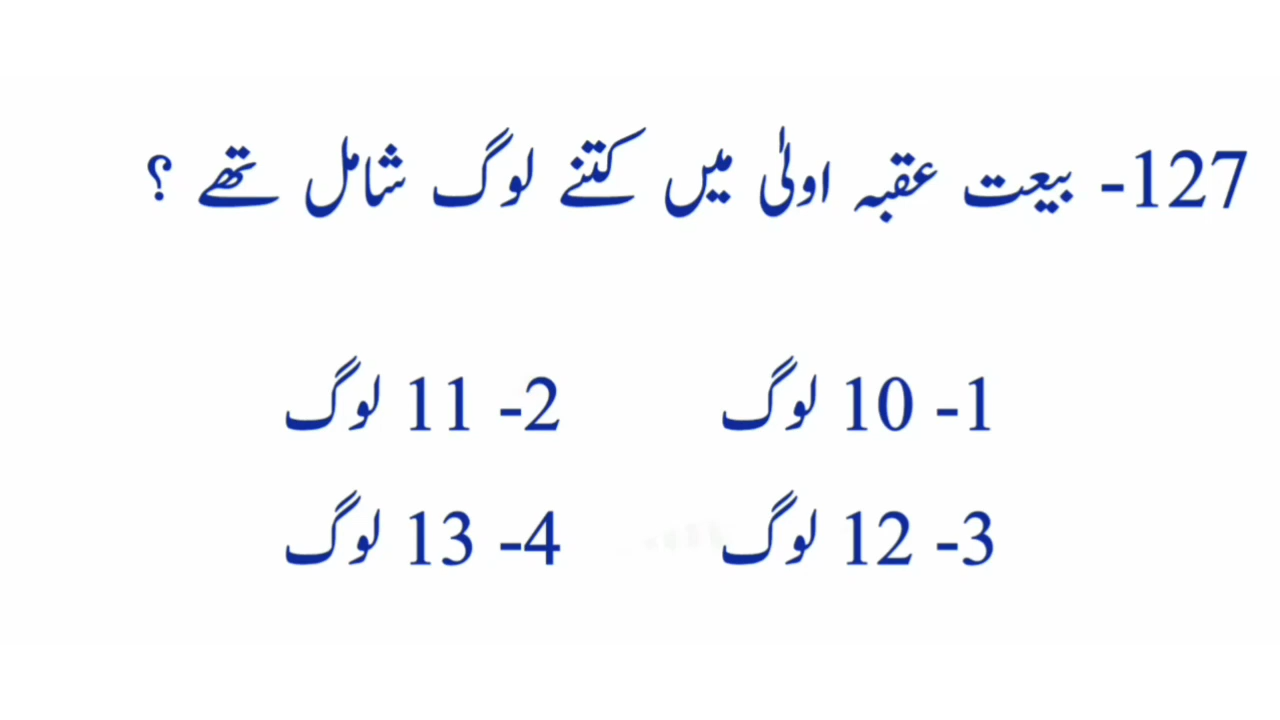 127- بیعت عقبہ اولٰی میں کتنے لوگ شامل تھے ؟
1- 10 لوگ 2- 11 لوگ
3- 12 لوگ 4- 13 لوگ